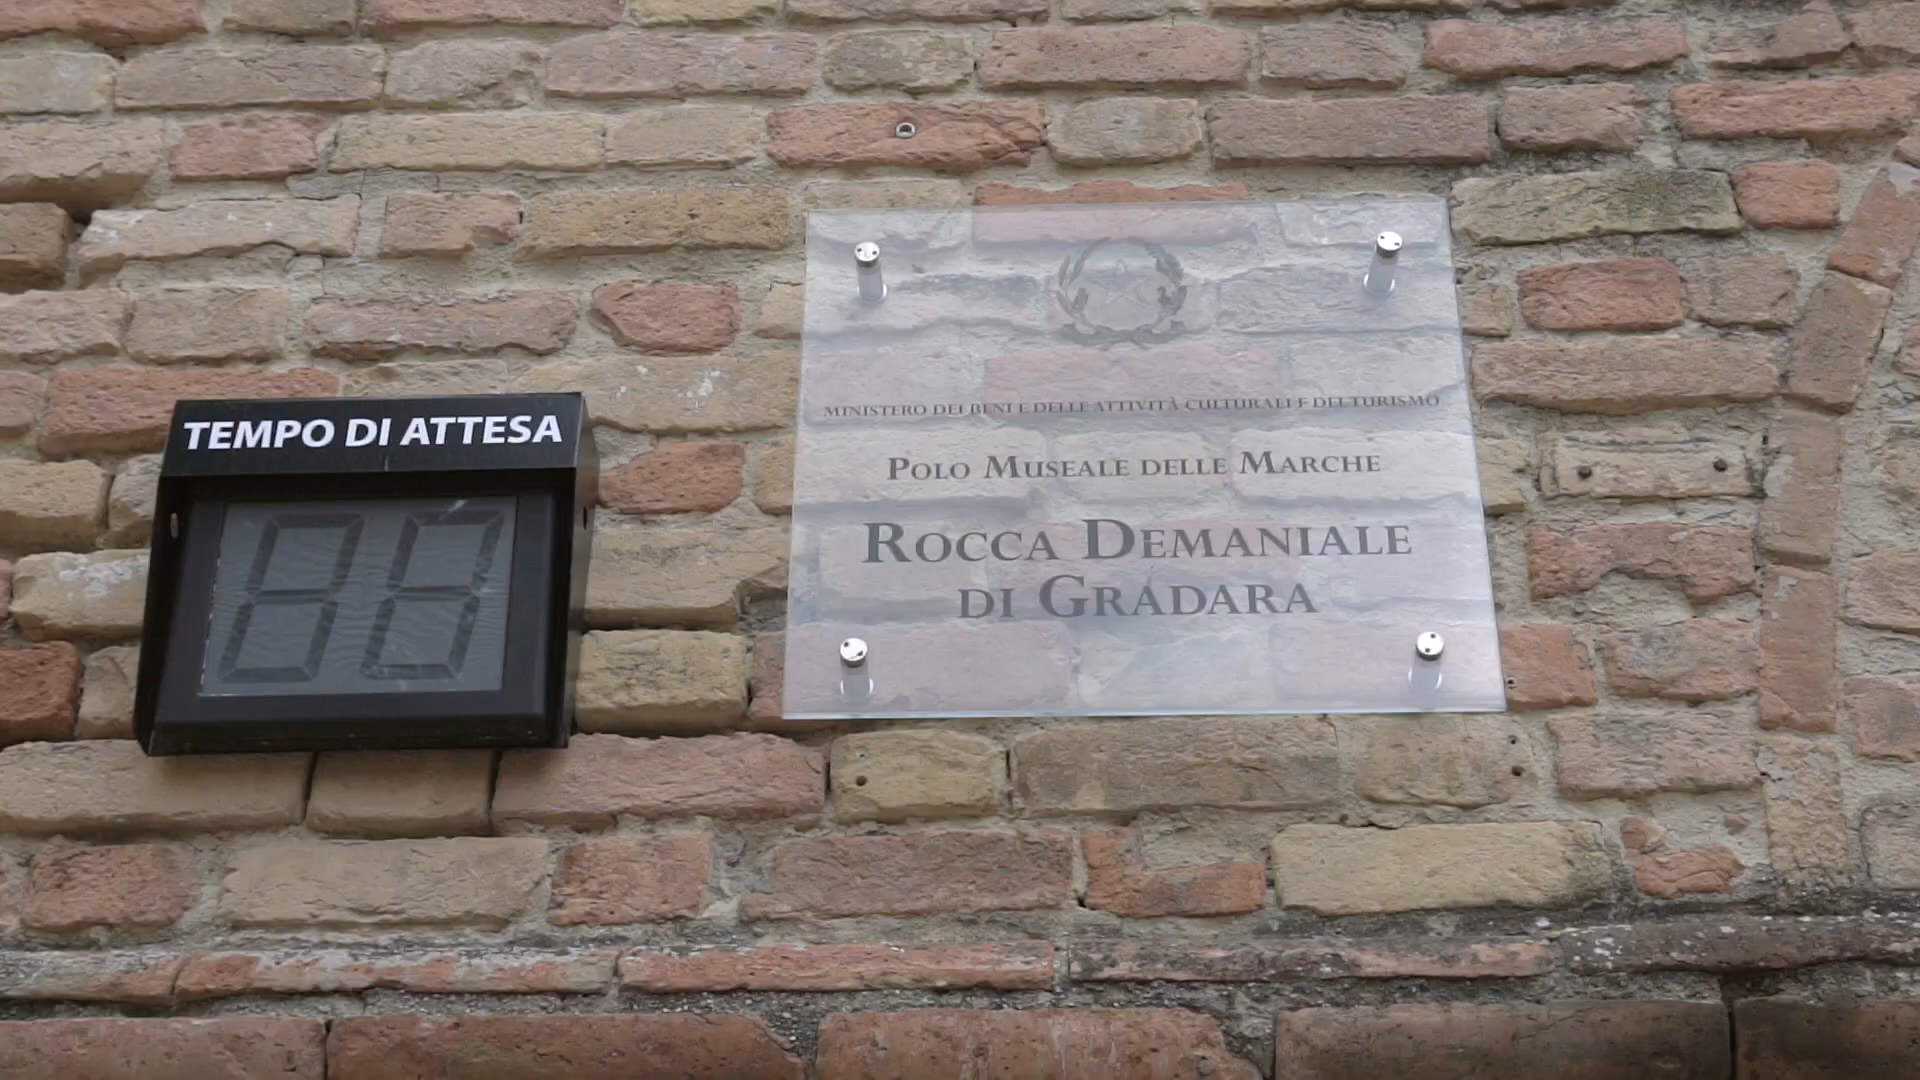 TEMPO DI ATTESA
MINISTERO DEI BENI E DELLE ATTIVITÀ CULTURALI E DEL TURISMO
POLO MUSEALE DELLE MARCHE
ROCCA DEMANIALE
DI GRADARA